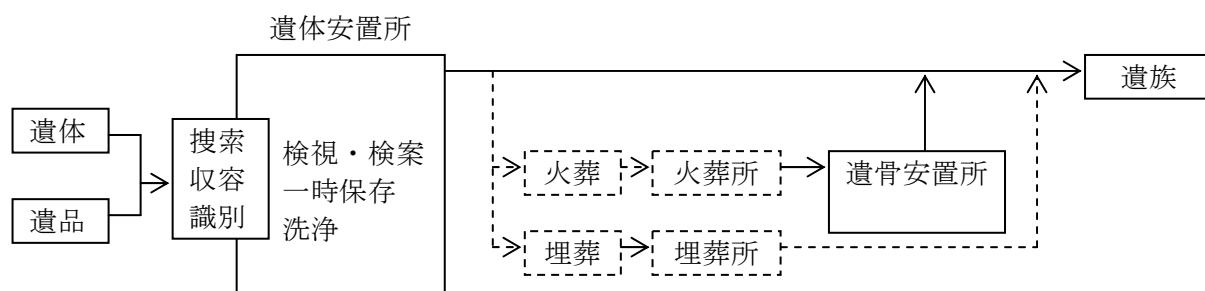 遺体安置所
遺族
遺体
遺品
捜索
収容
識別
検視・検案
一時保存
洗浄
火葬
火葬所
遺骨安置所
埋葬
埋葬所